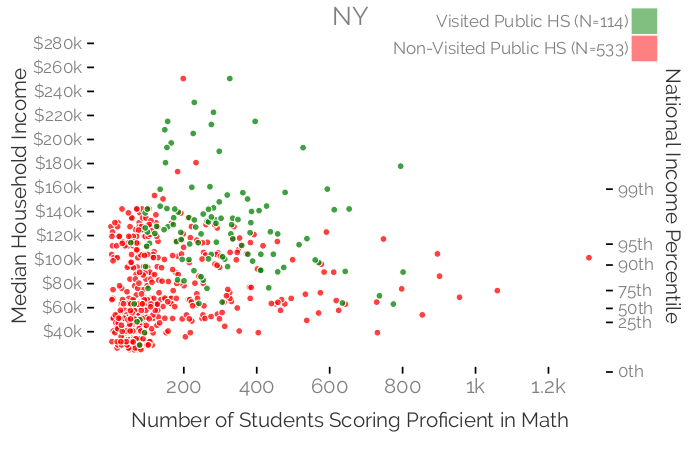 NY
Visited Public HS (N=114)
Non-Visited Public HS (N=533)
Median Household Income
$280k
$260k
$240k
$220k
$200k
$180k
$160k
$140k
$120k
$100k
$80k
$60k
$40k
National Income Percentile
99th
95th
90th
75th
50th
25th
0th
200
400
600
800
1k
1.2k
Number of Students Scoring Proficient in Math